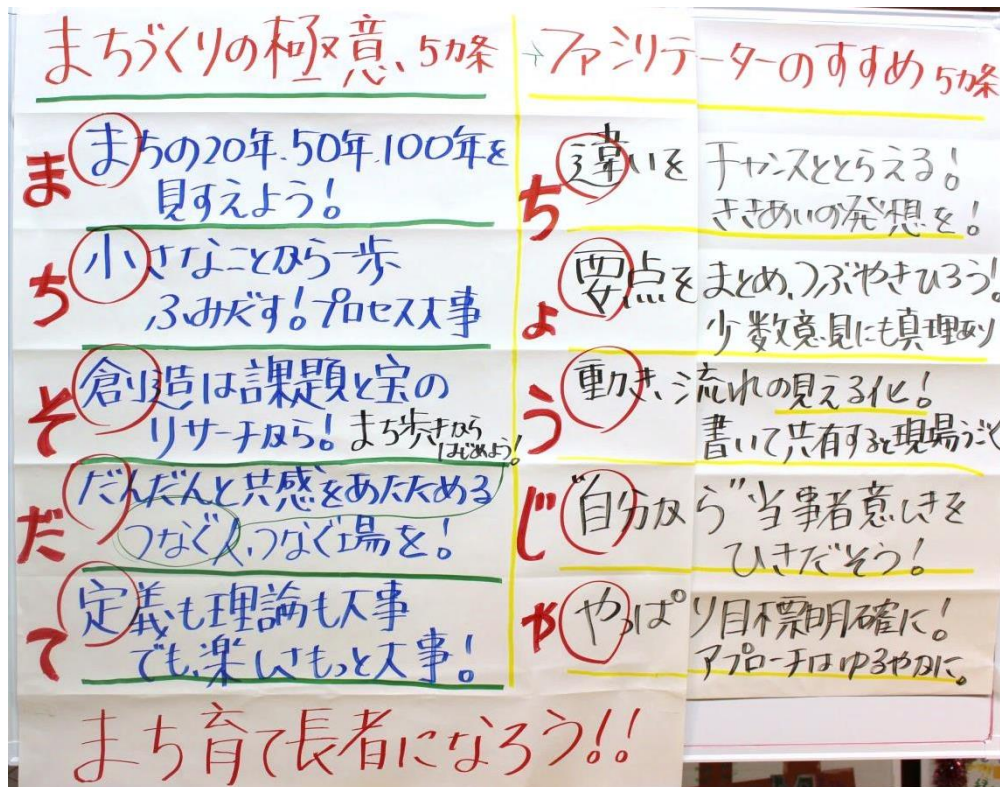 まちづくりの極意、5カ条
ま
まちの20年、50年、100年を
見すえよう!
ち
小さなことから一歩
ふみだす!プロセス大事
そ
創造は課題と宝の
リサーチから! まち歩きから
はじめよう!
だ
だんだんと共感をあたためる
つなぐ人、つなぐ場を!
て
定義も理論も大事
でも、楽しさもっと大事!
→ファシリテーターのすすめ 5カ条
ち
違いを チャンスととらえる!
ささえあいの発想を!
ょ
要点を まとめ、つぶやきひろう!
少数意見にも真理あり
う
動き、流れの見える化!
書いて共有すると現場うごく
じ
“自分から”当事者意しきを
ひきだそう!
ゃ
やっぱり目標明確に!
アプローチはゆるやかに。
まち育て長者になろう!!